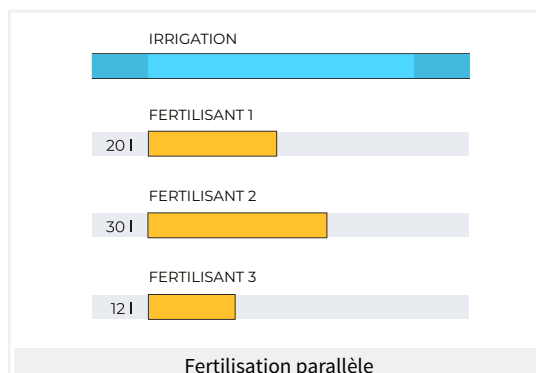 IRRIGATION
FERTILISANT 1
20 l
FERTILISANT 2
30 l
FERTILISANT 3
12 l
Fertilisation parallèle